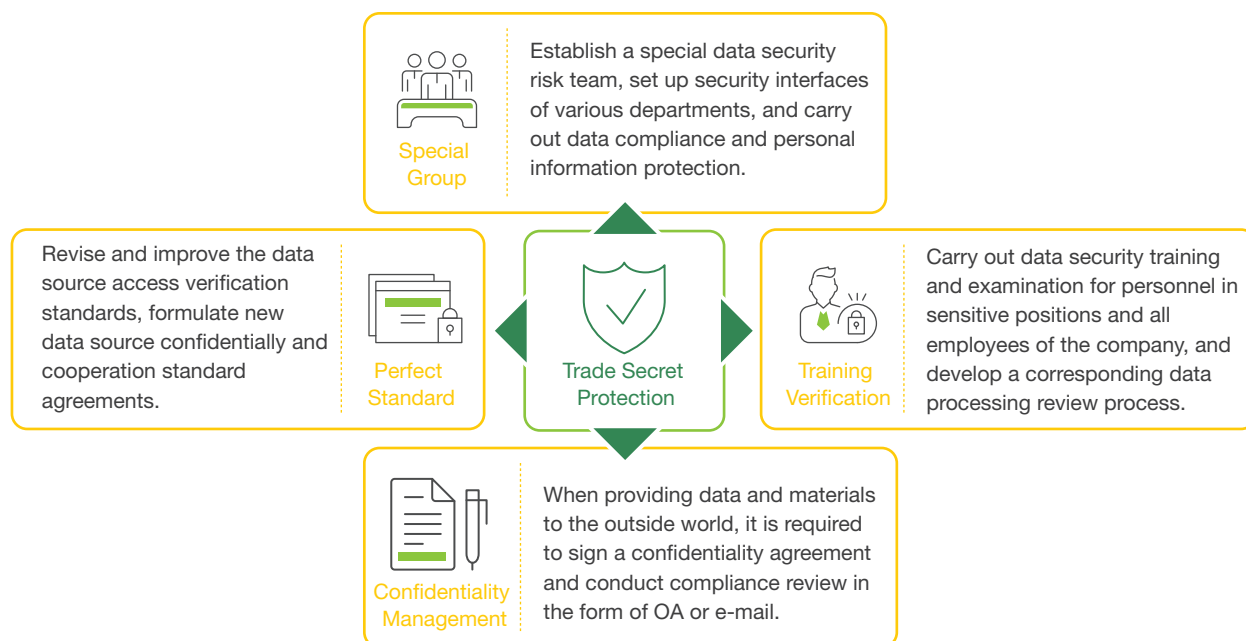 Establish a special data security
risk team, set up security interfaces
of various departments, and carry
out data compliance and personal
information protection.
Special
Group
Revise and improve the data
source access verification
standards, formulate new
data source confidentially and
cooperation standard
agreements.
Perfect
Standard
Trade Secret
Protection
Training
Verification
Carry out data security training
and examination for personnel in
sensitive positions and all
employees of the company, and
develop a corresponding data
processing review process.
Confidentiality
Management
When providing data and materials
to the outside world, it is required
to sign a confidentiality agreement
and conduct compliance review in
the form of OA or e-mail.